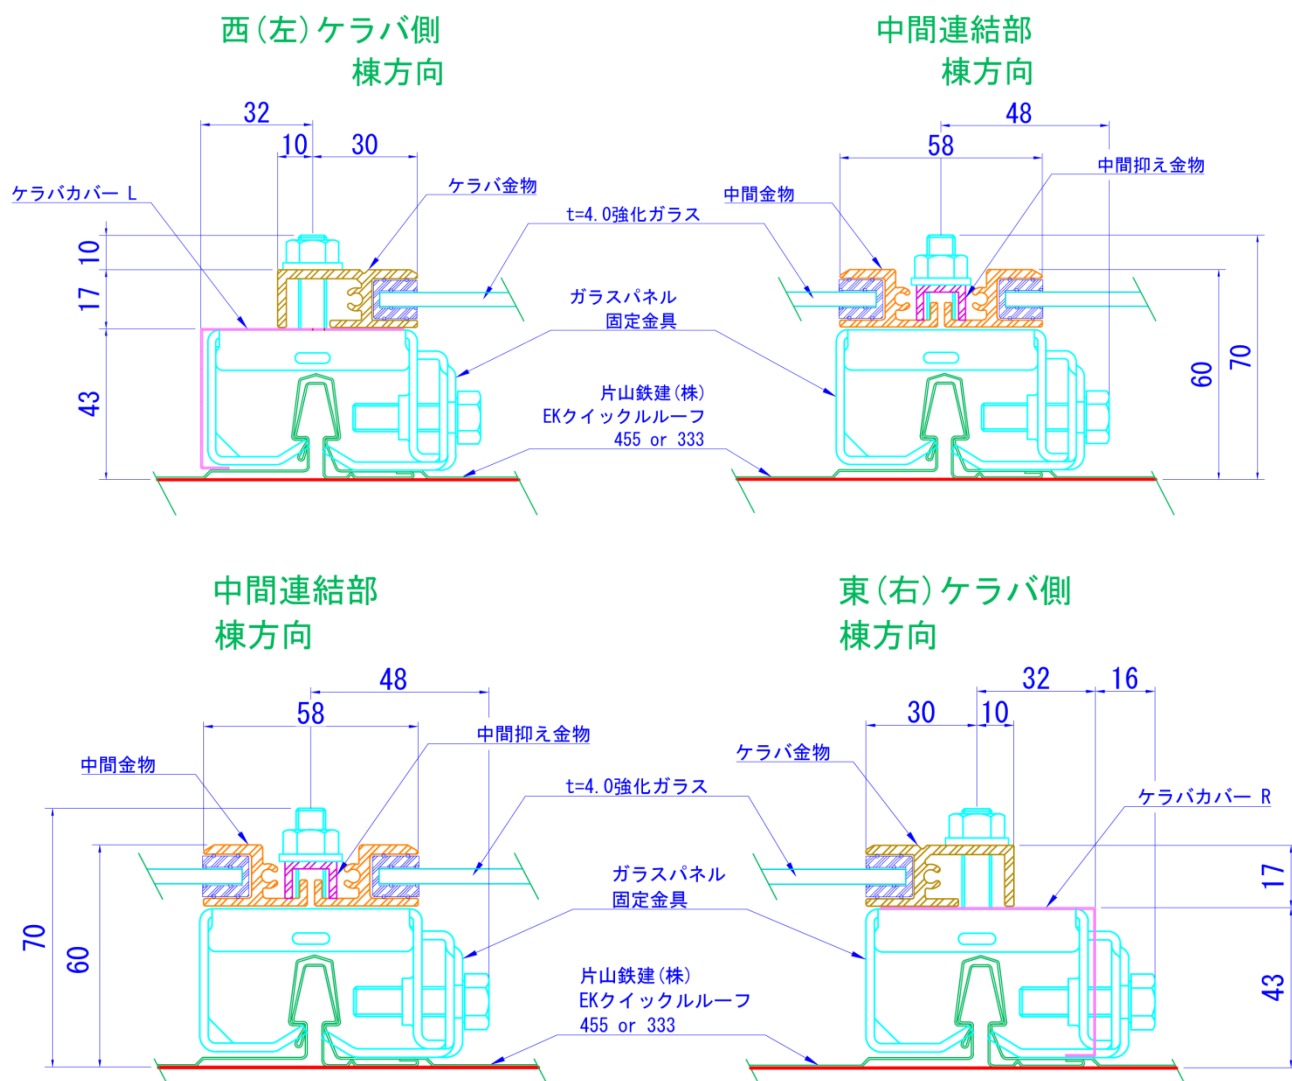 西(左)ケラバ側
棟方向
32
10
30
ケラバカバー L
ケラバ金物
t=4.0強化ガラス
10
17
43
ガラスパネル
固定金具
片山鉄建(株)
EKクイックルルーフ
455 or 333
中間連結部
棟方向
48
58
中間金物
中間抑え金物
60
70
中間連結部
棟方向
48
58
中間金物
中間抑え金物
t=4.0強化ガラス
70
60
ガラスパネル
固定金具
片山鉄建(株)
EKクイックルルーフ
455 or 333
東(右)ケラバ側
棟方向
32
16
30
10
ケラバ金物
ケラバカバー R
17
43